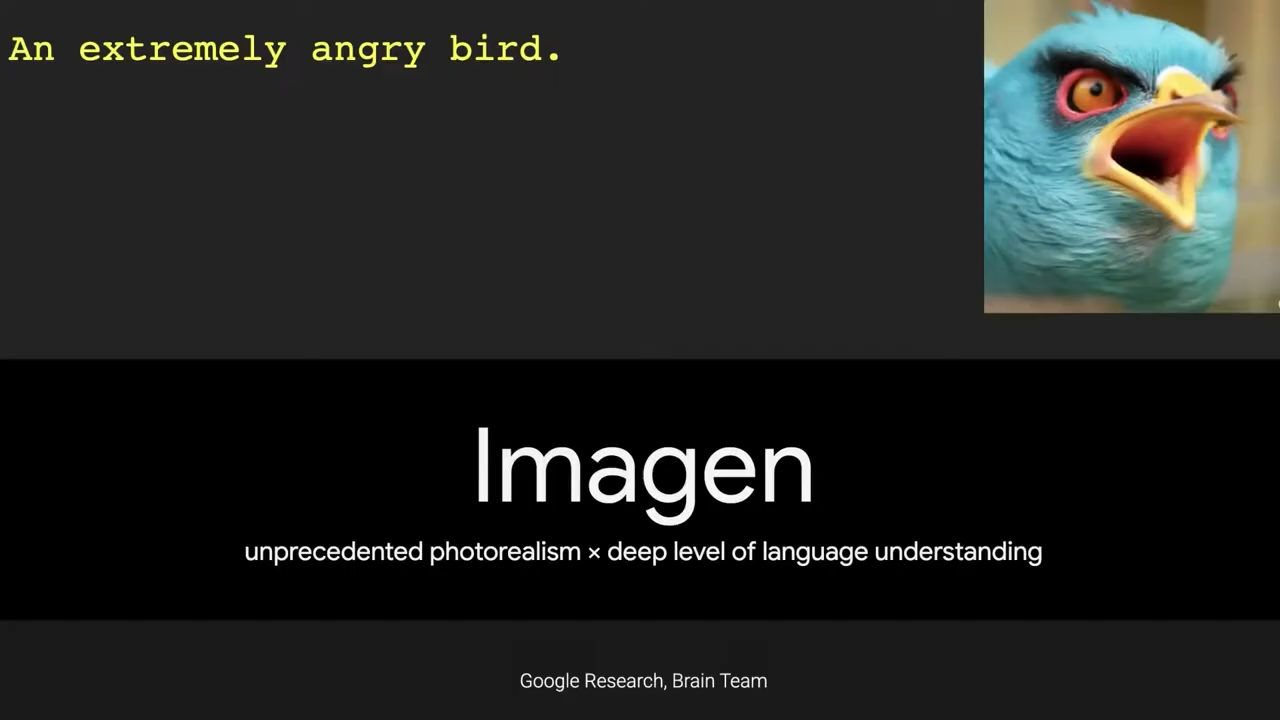 An extremely angry bird.
Imagen
unprecedented photorealism × deep level of language understanding
Google Research, Brain Team